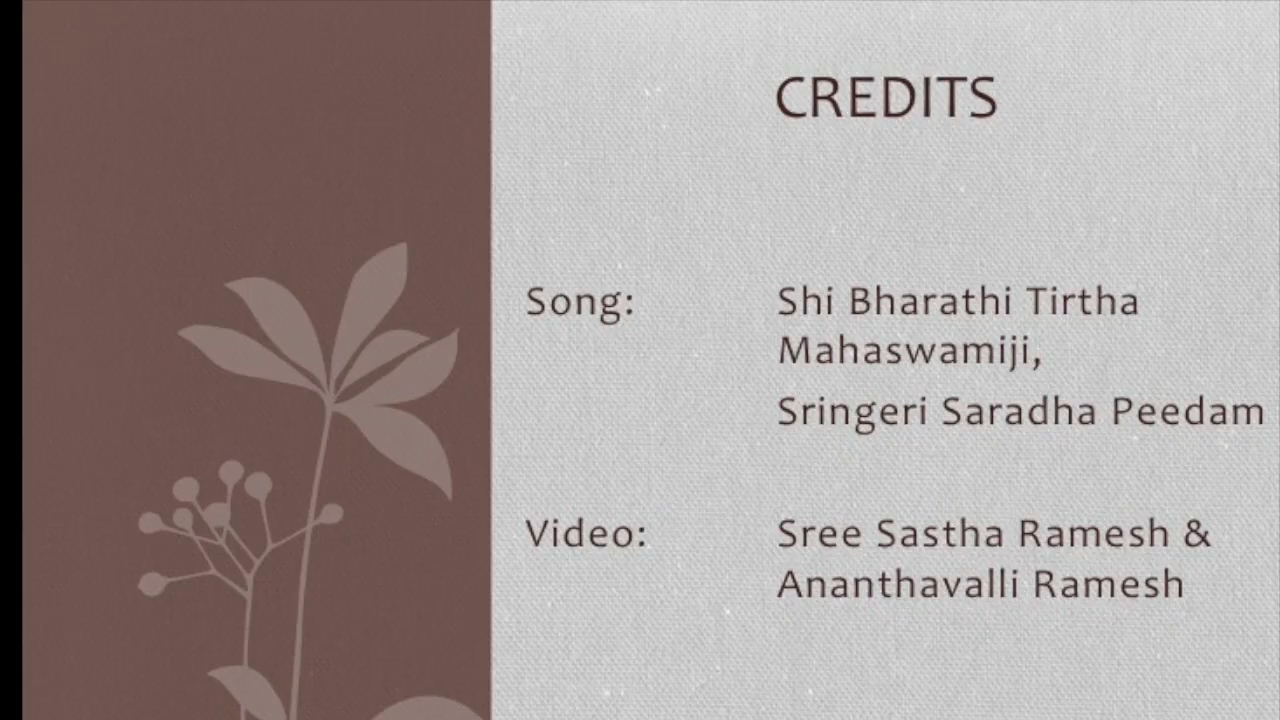 CREDITS
Song: Shi Bharathi Tirtha
Mahaswamiji,
Sringeri Saradha Peedam
Video: Sree Sastha Ramesh &
Ananthavalli Ramesh